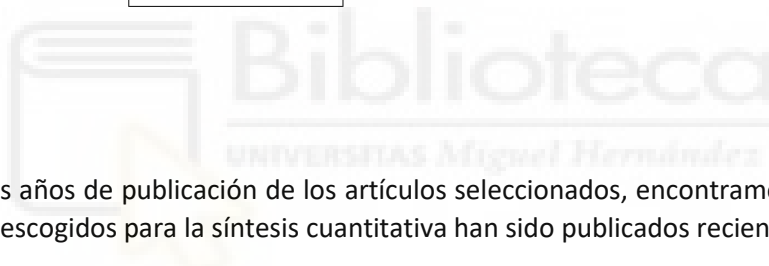 Biblioteca
UNIVERSITAS Miguel Hernández
s años de publicación de los artículos seleccionados, encontram
escogidos para la síntesis cuantitativa han sido publicados recien